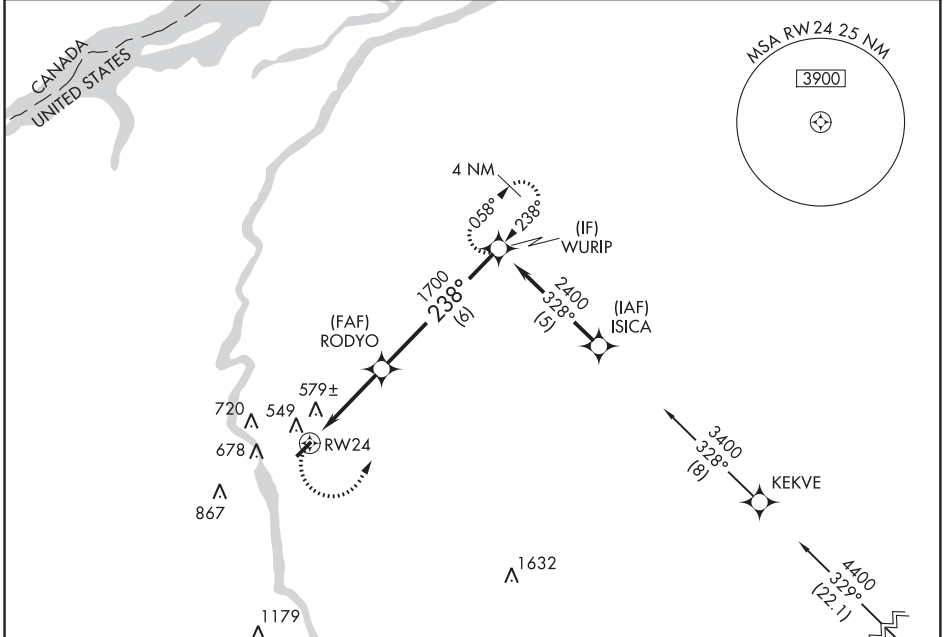 CANADA
UNITED STATES
MSA RW24 25 NM
3900
4 NM
058°
238°
(IF)
WURIP
1700
238°
(6)
2400
328°
(5)
(IAF)
ISICA
(FAF)
RODYO
579±
720
549
678
RW24
867
3400
328°
(8)
KEKVE
1632
4400
329°
(22.1)
1179